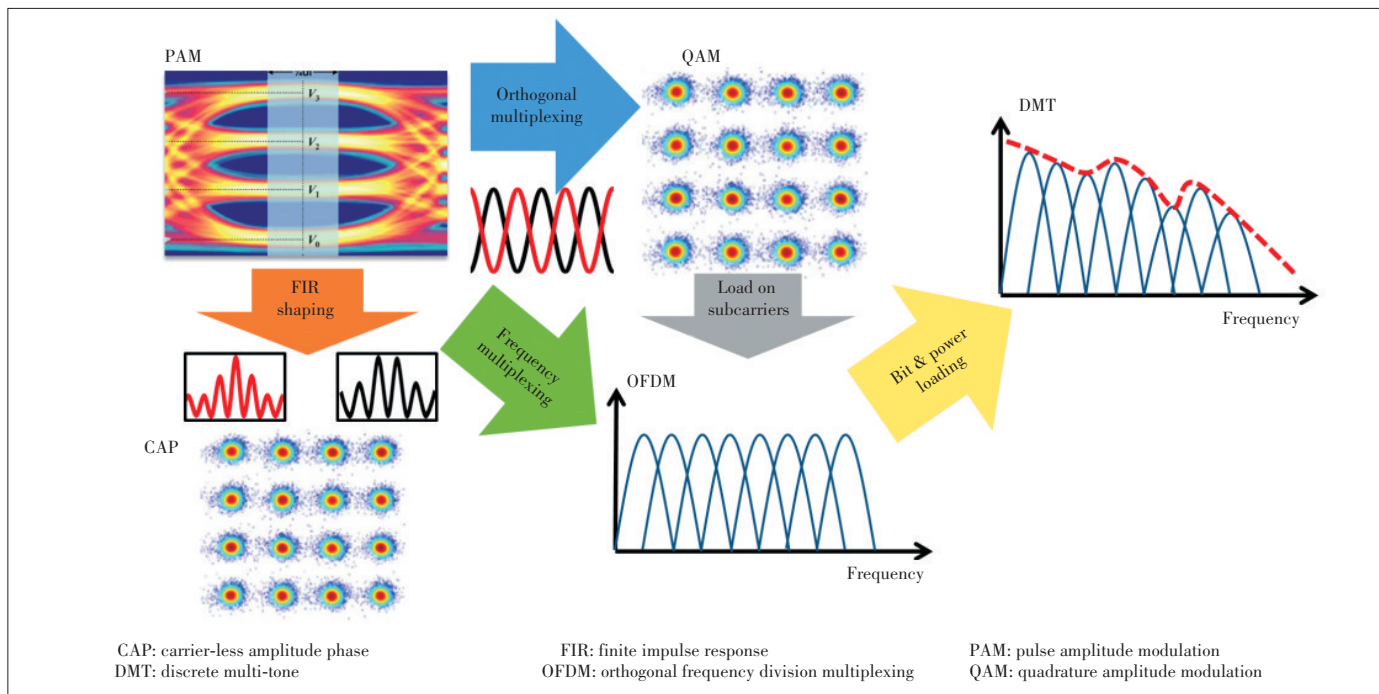 PAM
V3
V2
V1
V0
Orthogonal
multiplexing
QAM
DMT
Frequency
FIR
shaping
Load on
subcarriers
Frequency
multiplexing
Bit & power
loading
OFDM
Frequency
CAP
CAP: carrier-less amplitude phase
DMT: discrete multi-tone
FIR: finite impulse response
OFDM: orthogonal frequency division multiplexing
PAM: pulse amplitude modulation
QAM: quadrature amplitude modulation